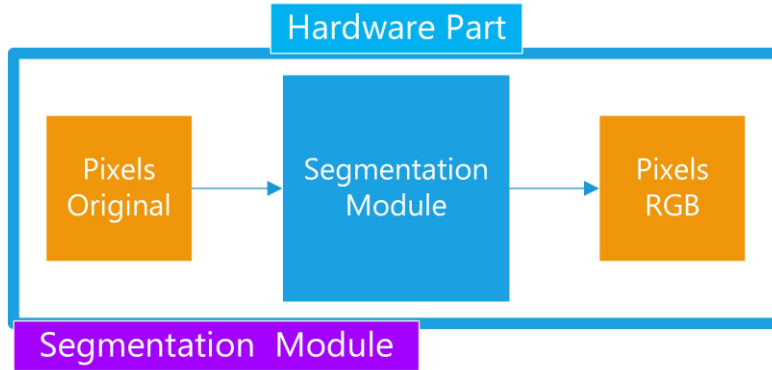 Hardware Part
Pixels
Original
Segmentation
Module
Pixels
RGB
Segmentation Module